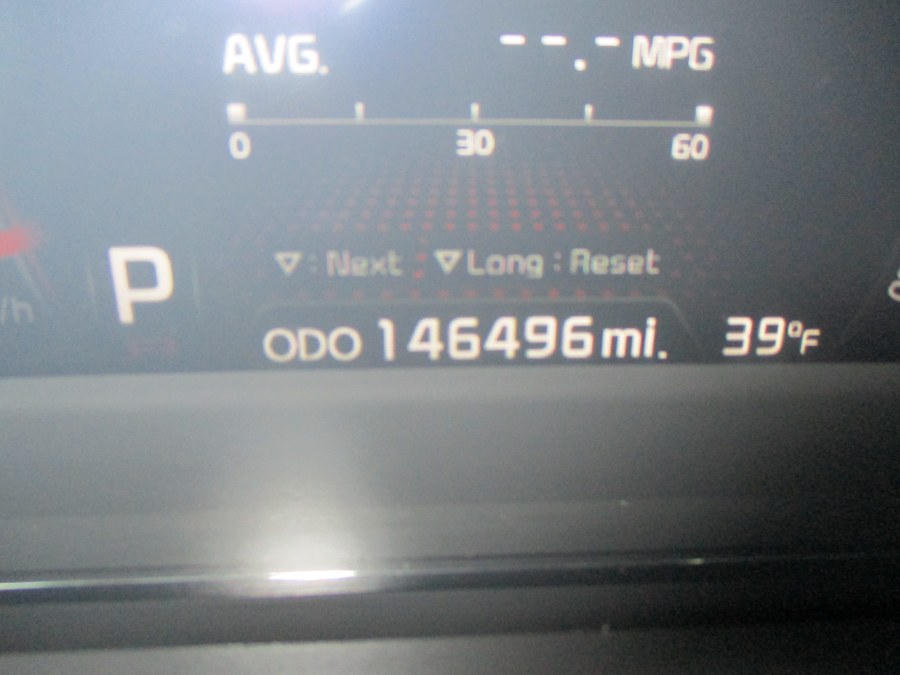 AVG. --.- MPG
0 30 60
P
▽: Next ▽Long : Reset
/h
ODO 146496 mi. 39°F